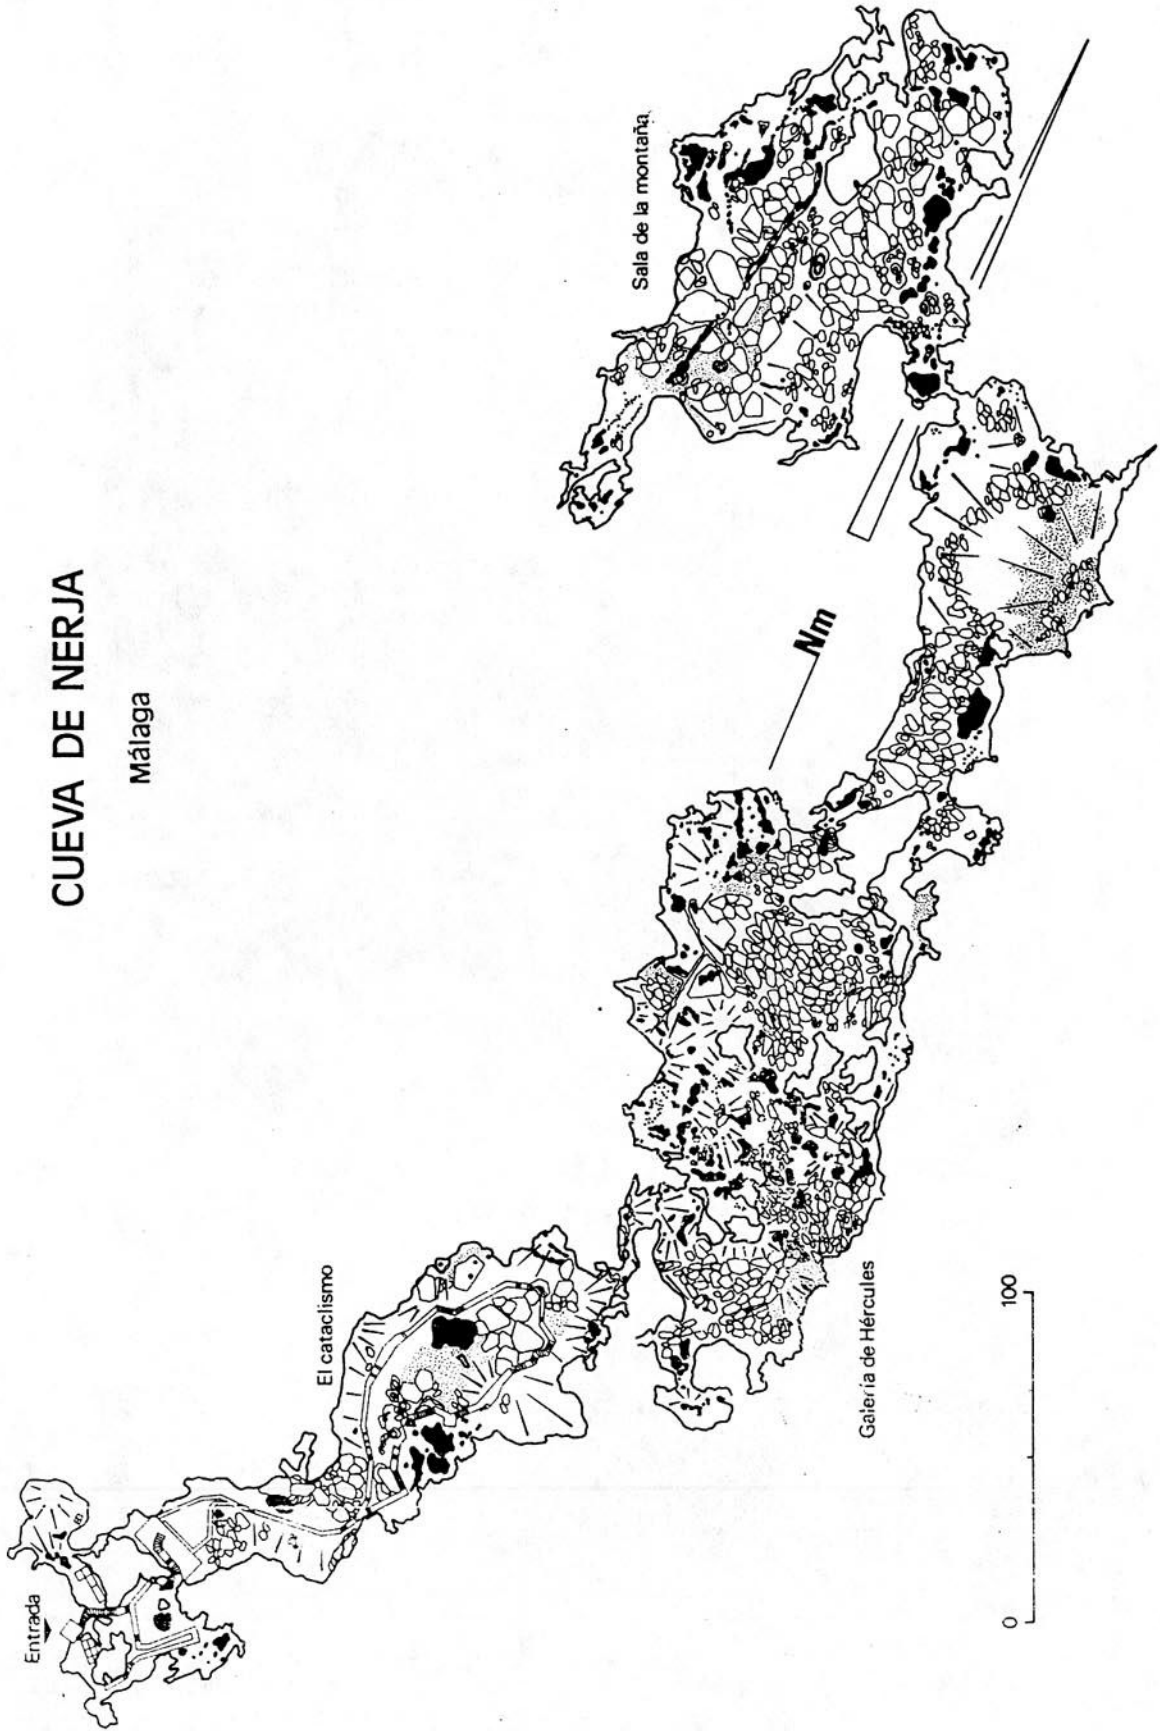 CUEVA DE NERJA
Málaga
Entrada
El cataclismo
Galería de Hércules
Sala de la montaña
Nm
0
100